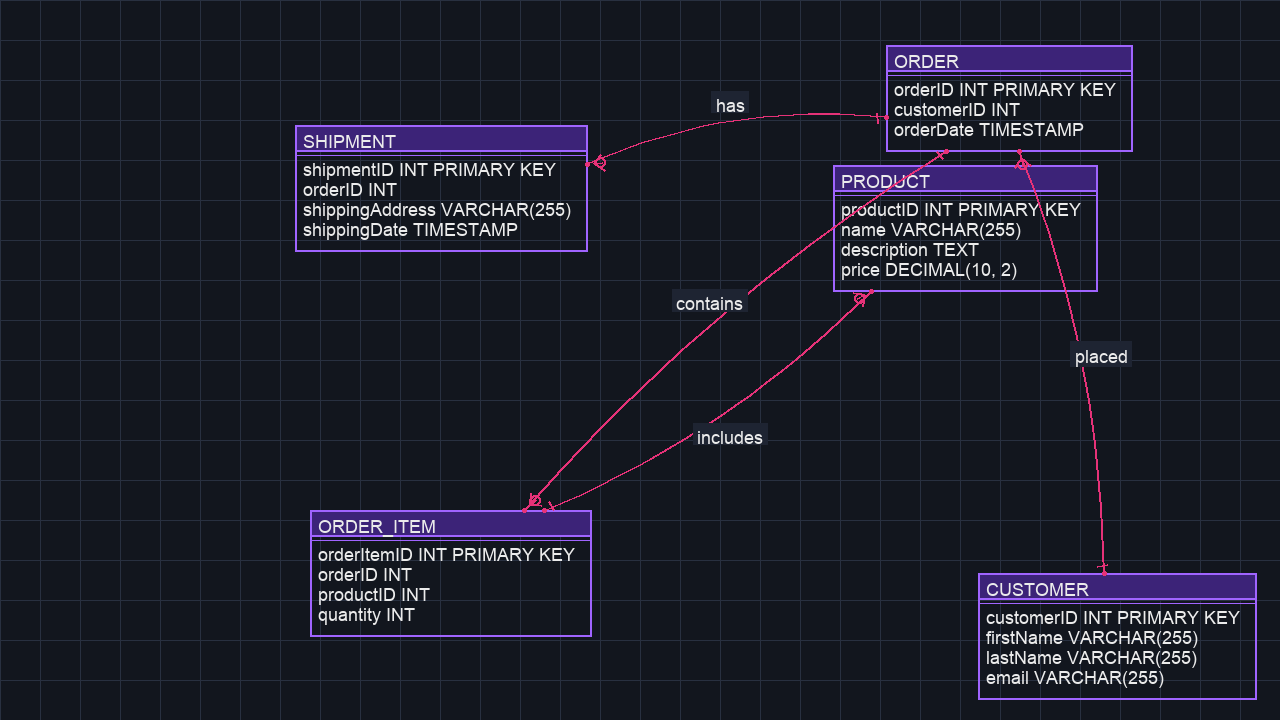 ORDER
orderID INT PRIMARY KEY
customerID INT
orderDate TIMESTAMP
has
SHIPMENT
shipmentID INT PRIMARY KEY
orderID INT
shippingAddress VARCHAR(255)
shippingDate TIMESTAMP
PRODUCT
productID INT PRIMARY KEY
name VARCHAR(255)
description TEXT
price DECIMAL(10, 2)
contains
placed
includes
ORDER_ITEM
orderItemID INT PRIMARY KEY
orderID INT
productID INT
quantity INT
CUSTOMER
customerID INT PRIMARY KEY
firstName VARCHAR(255)
lastName VARCHAR(255)
email VARCHAR(255)